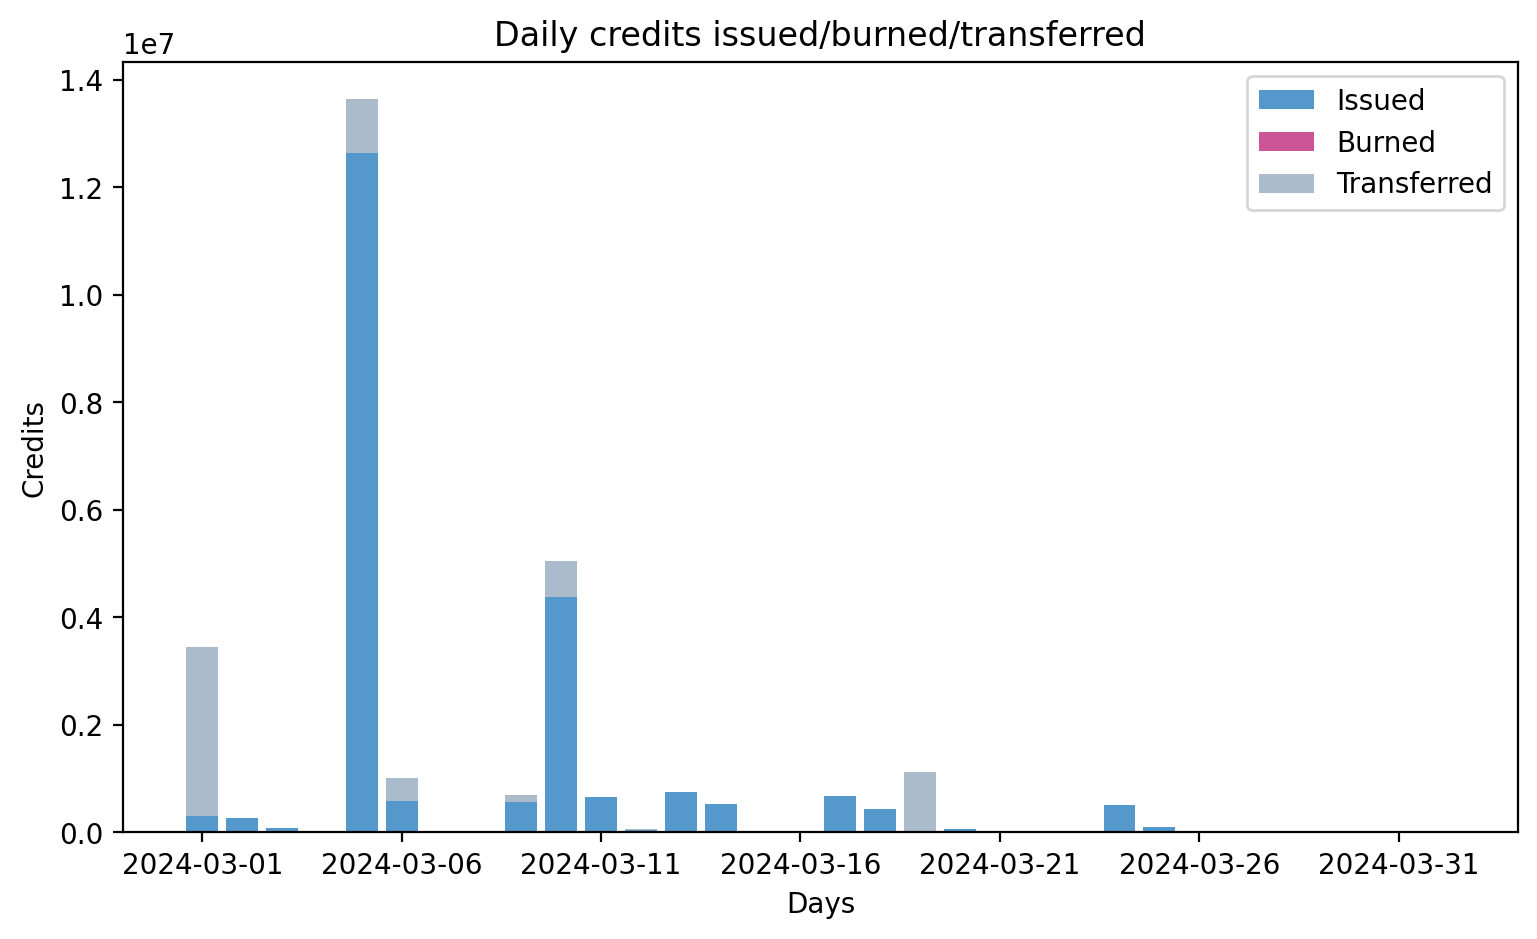 Daily credits issued/burned/transferred
1e7
1.4
1.2
1.0
0.8
0.6
0.4
0.2
0.0
Credits
Issued
Burned
Transferred
2024-03-01 2024-03-06 2024-03-11 2024-03-16 2024-03-21 2024-03-26 2024-03-31
Days